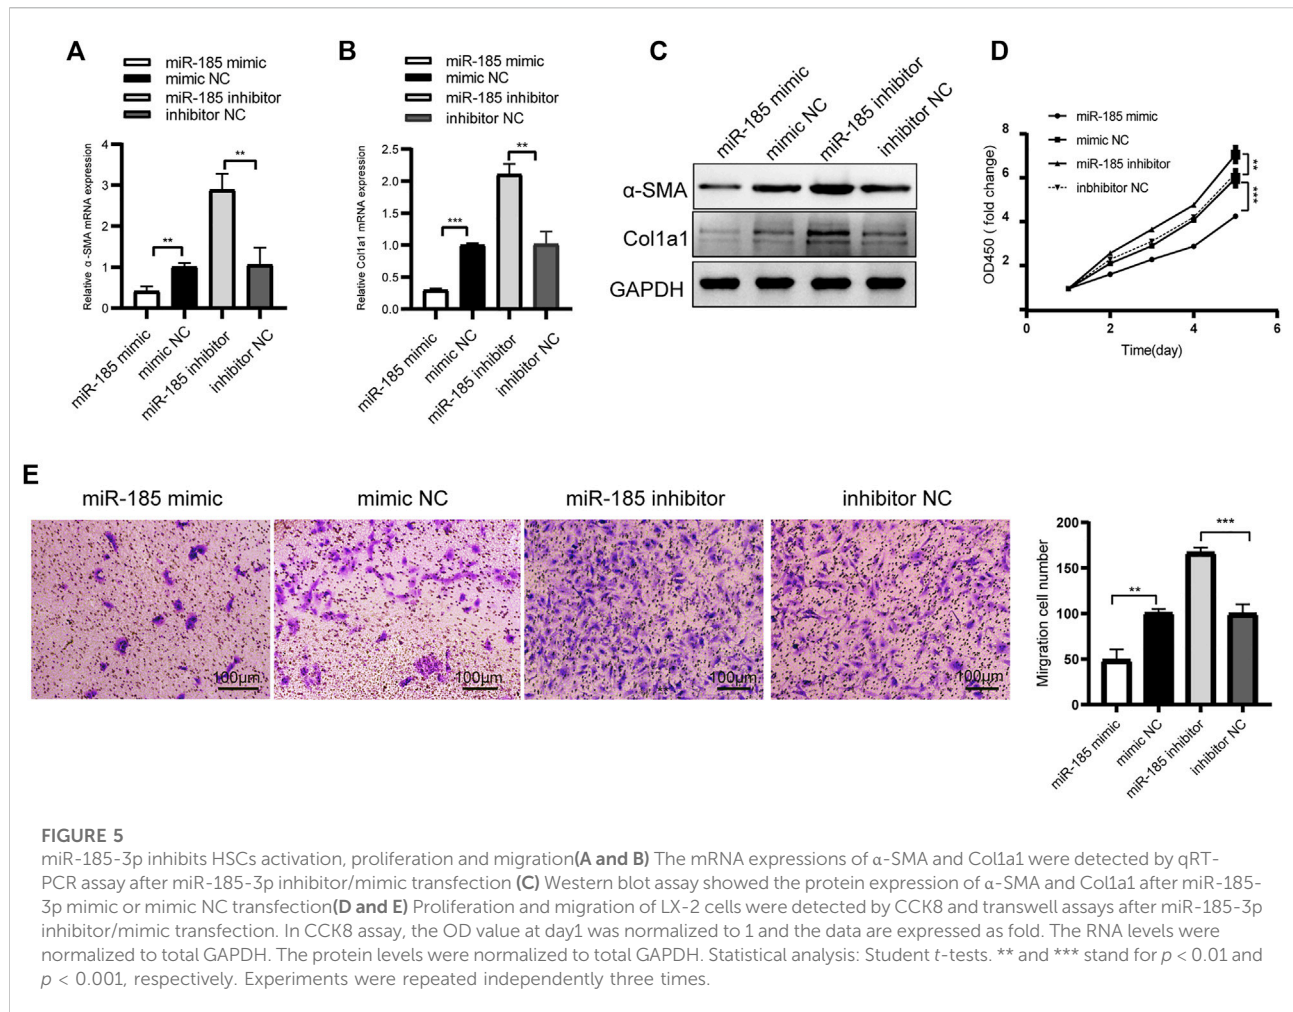 A
miR-185 mimic
mimic NC
miR-185 inhibitor
inhibitor NC
Relative α-SMA mRNA expression
4
3
2
1
0
**
**
miR-185 mimic
mimic NC
miR-185 inhibitor
inhibitor NC
B
miR-185 mimic
mimic NC
miR-185 inhibitor
inhibitor NC
Relative Col1a1 mRNA expression
2.5
2.0
1.5
1.0
0.5
0.0
***
**
miR-185 mimic
mimic NC
miR-185 inhibitor
inhibitor NC
C
miR-185 mimic
mimic NC
miR-185 inhibitor
inhibitor NC
α-SMA
Col1a1
GAPDH
D
miR-185 mimic
mimic NC
miR-185 inhibitor
inbhibitor NC
OD450 ( fold change)
8
6
4
2
0
2
4
6
**
***
Time(day)
E
miR-185 mimic
mimic NC
miR-185 inhibitor
inhibitor NC
100μm
100μm
100μm
100μm
Mirgration cell number
200
150
100
50
0
**
***
miR-185 mimic
mimic NC
miR-185 inhibitor
inhibitor NC
FIGURE 5
miR-185-3p inhibits HSCs activation, proliferation and migration(A and B) The mRNA expressions of α-SMA and Col1a1 were detected by qRT-
PCR assay after miR-185-3p inhibitor/mimic transfection (C) Western blot assay showed the protein expression of α-SMA and Col1a1 after miR-185-
3p mimic or mimic NC transfection(D and E) Proliferation and migration of LX-2 cells were detected by CCK8 and transwell assays after miR-185-3p
inhibitor/mimic transfection. In CCK8 assay, the OD value at day1 was normalized to 1 and the data are expressed as fold. The RNA levels were
normalized to total GAPDH. The protein levels were normalized to total GAPDH. Statistical analysis: Student t-tests. ** and *** stand for p < 0.01 and
p < 0.001, respectively. Experiments were repeated independently three times.